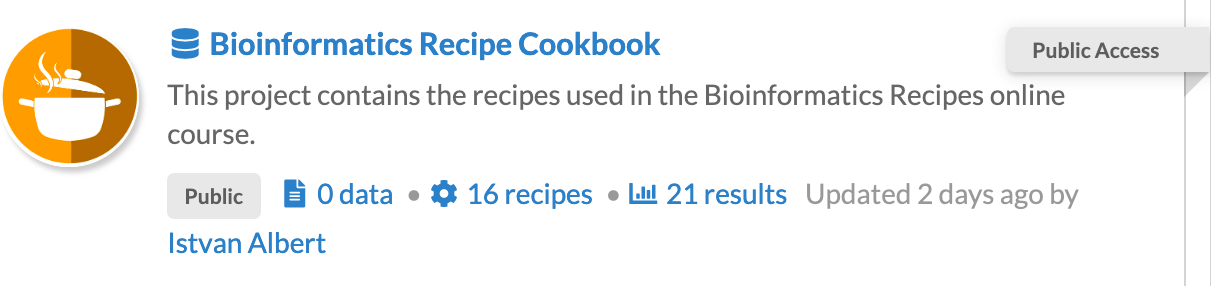 Bioinformatics Recipe Cookbook
Public Access
This project contains the recipes used in the Bioinformatics Recipes online
course.
Public 0 data • 16 recipes • 21 results Updated 2 days ago by
Istvan Albert